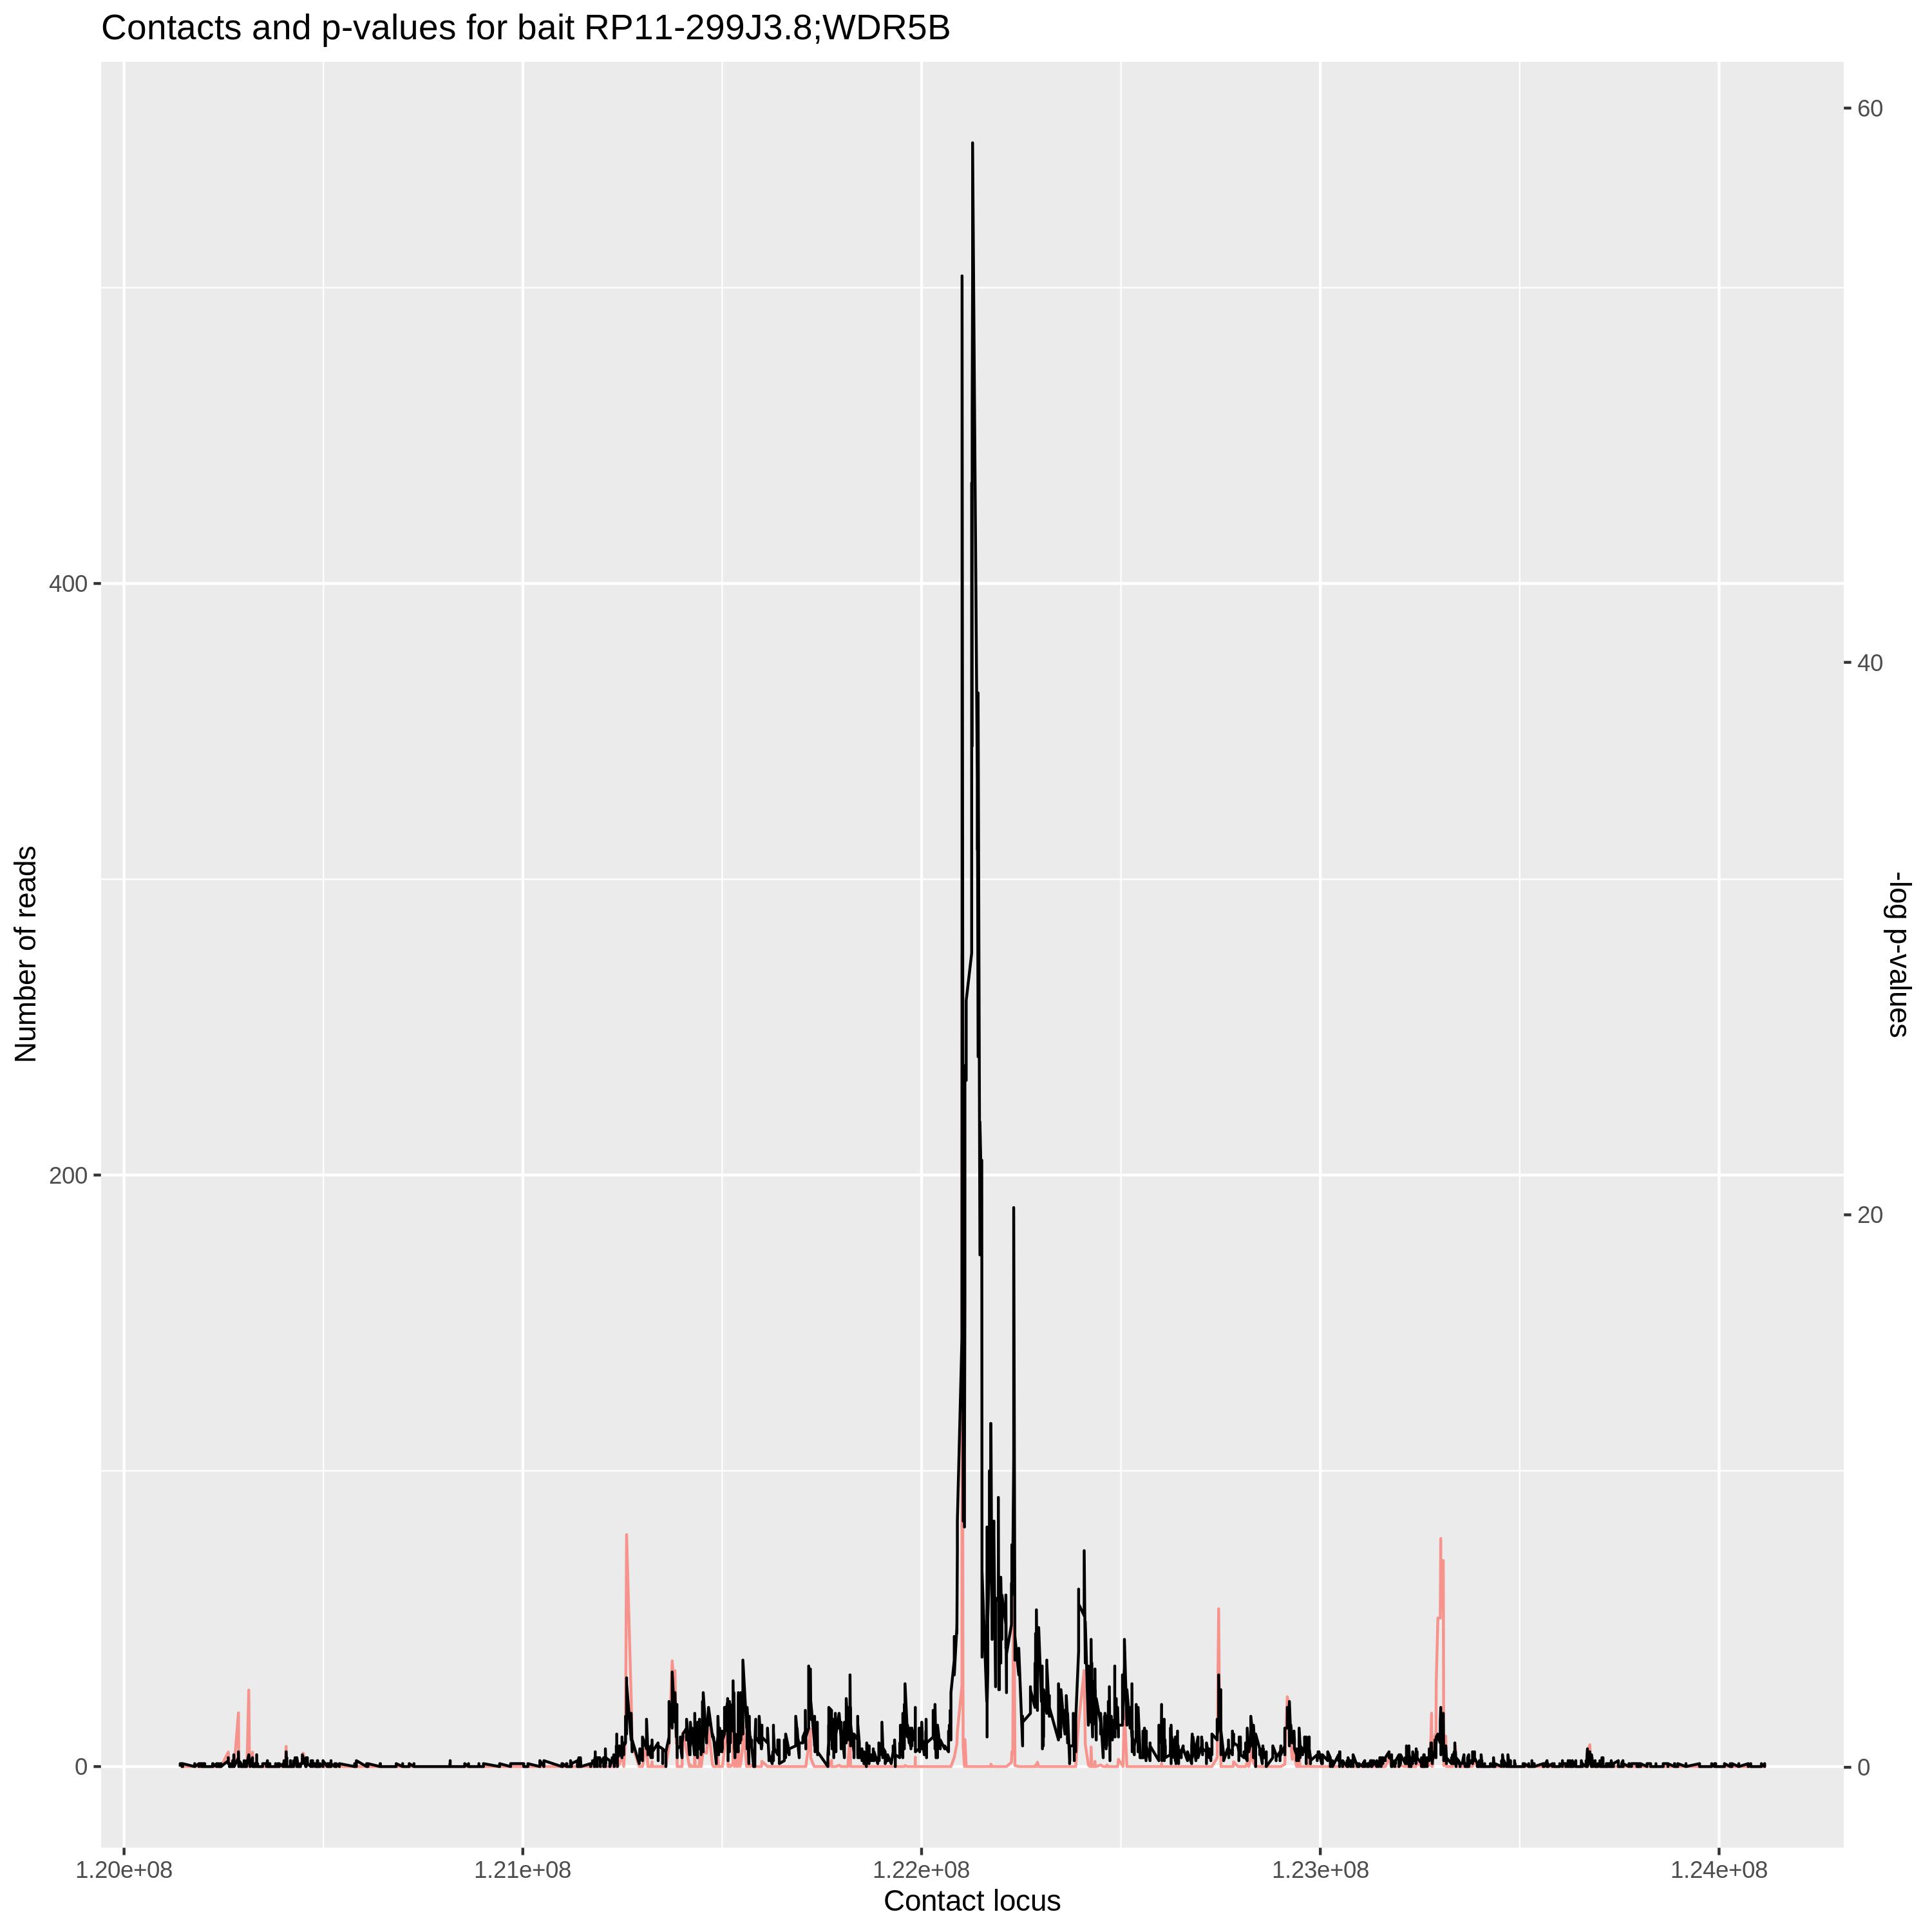 Contacts and p-values for bait RP11-299J3.8;WDR5B
60
400
40
Number of reads
-log p-values
200
20
0
0
1.20e+08
1.21e+08
1.22e+08
1.23e+08
1.24e+08
Contact locus